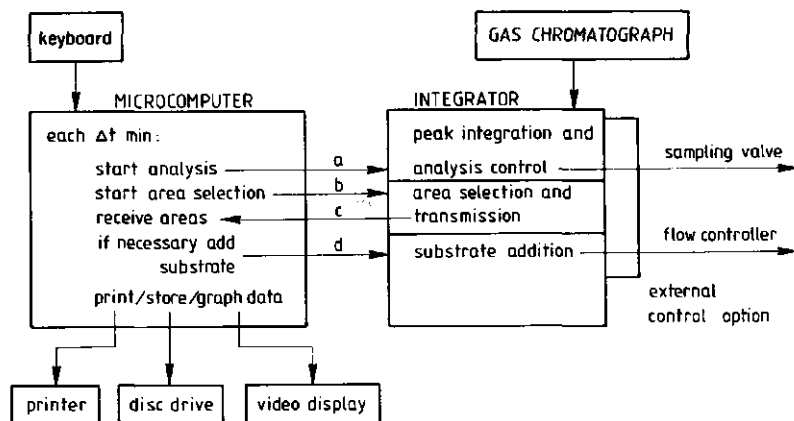 keyboard
GAS CHROMATOGRAPH
MICROCOMPUTER
INTEGRATOR
each Δt min:
start analysis
start area selection
receive areas
if necessary add
substrate
print/store/graph data
a
b
c
d
peak integration and
analysis control
area selection and
transmission
substrate addition
sampling valve
flow controller
external
control option
printer
disc drive
video display